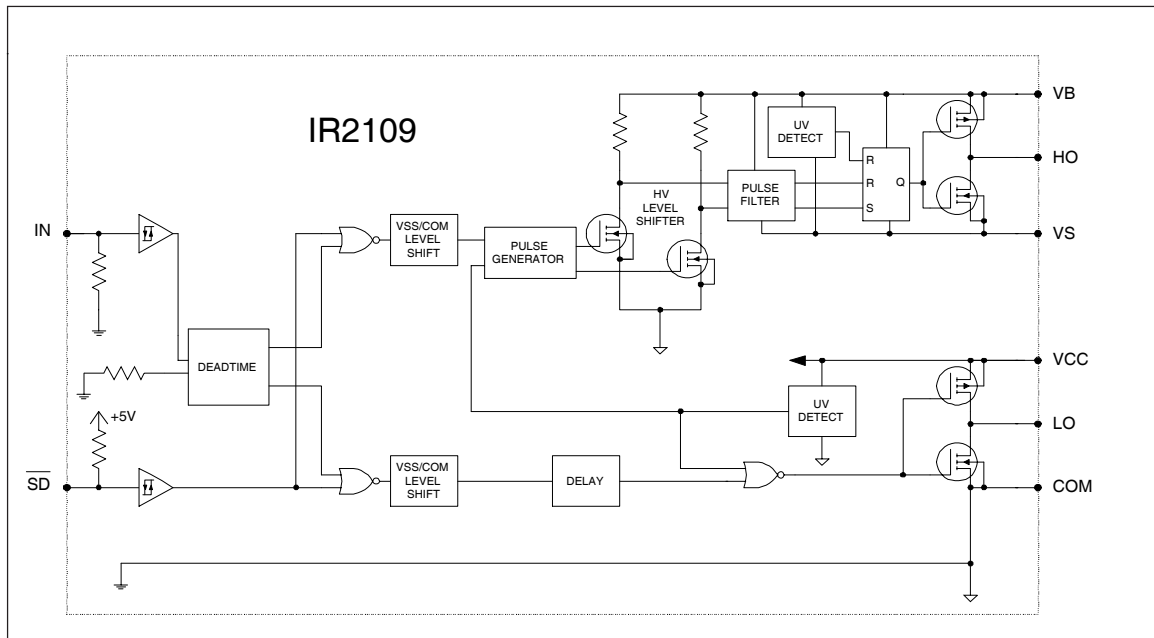 IR2109
VB
UV
DETECT
R
R
S
Q
HO
PULSE
FILTER
HV
LEVEL
SHIFTER
VS
IN
VSS/COM
LEVEL
SHIFT
PULSE
GENERATOR
DEADTIME
+5V
VCC
UV
DETECT
LO
SD
VSS/COM
LEVEL
SHIFT
DELAY
COM